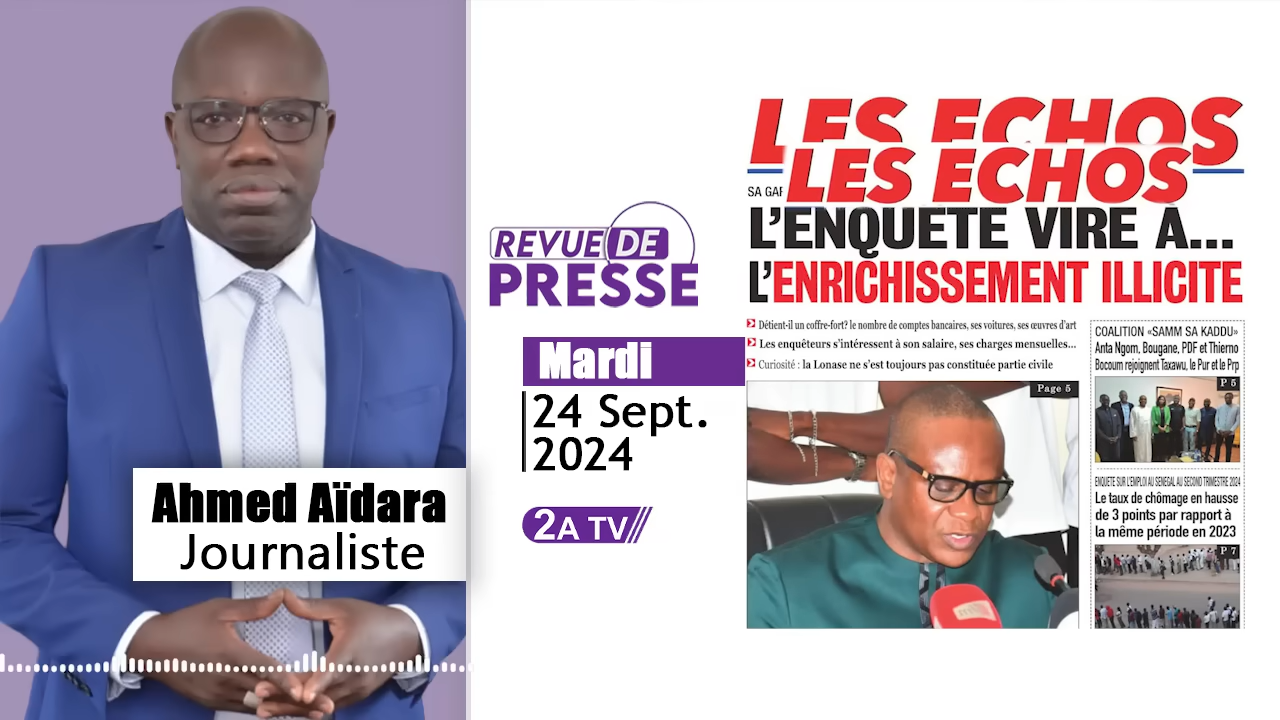 Ahmed Aïdara
Journaliste
REVUE DE
PRESSE
Mardi
24 Sept.
2024
2A TV
LES ECHOS
LES ECHOS
SA GAR
L'ENQUÊTE VIRE À...
L'ENRICHISSEMENT ILLICITE
Détient-il un coffre-fort? le nombre de comptes bancaires, ses voitures, ses œuvres d'art
Les enquêteurs s'intéressent à son salaire, ses charges mensuelles...
Curiosité : la Lonase ne s'est toujours pas constituée partie civile
Page 5
COALITION «SAMM SA KADDU»
Anta Ngom, Bougane, PDF et Thierno
Bocoum rejoignent Taxawu, le Pur et le Prp
P 5
ENQUETE SUR L'EMPLOI AU SENEGAL AU SECOND TRIMESTRE 2024
Le taux de chômage en hausse
de 3 points par rapport à
la même période en 2023
P 7